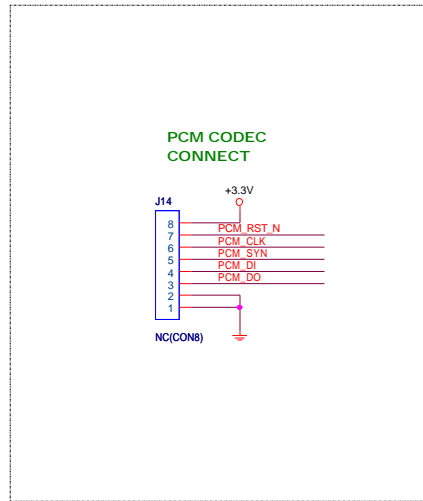 PCM CODEC
CONNECT
+3.3V
J14
8
7 PCM_RST_N
6 PCM_CLK
5 PCM_SYN
4 PCM_DI
3 PCM_DO
2
1
NC(CON8)